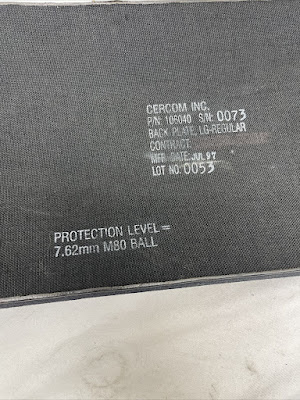 CERCOM INC.
P/N: 106040 S/N: 0073
BACK PLATE, LG-REGULAR
CONTRACT:
MFR DATE: JUL 97
LOT NO: 0053
PROTECTION LEVEL =
7.62mm M80 BALL